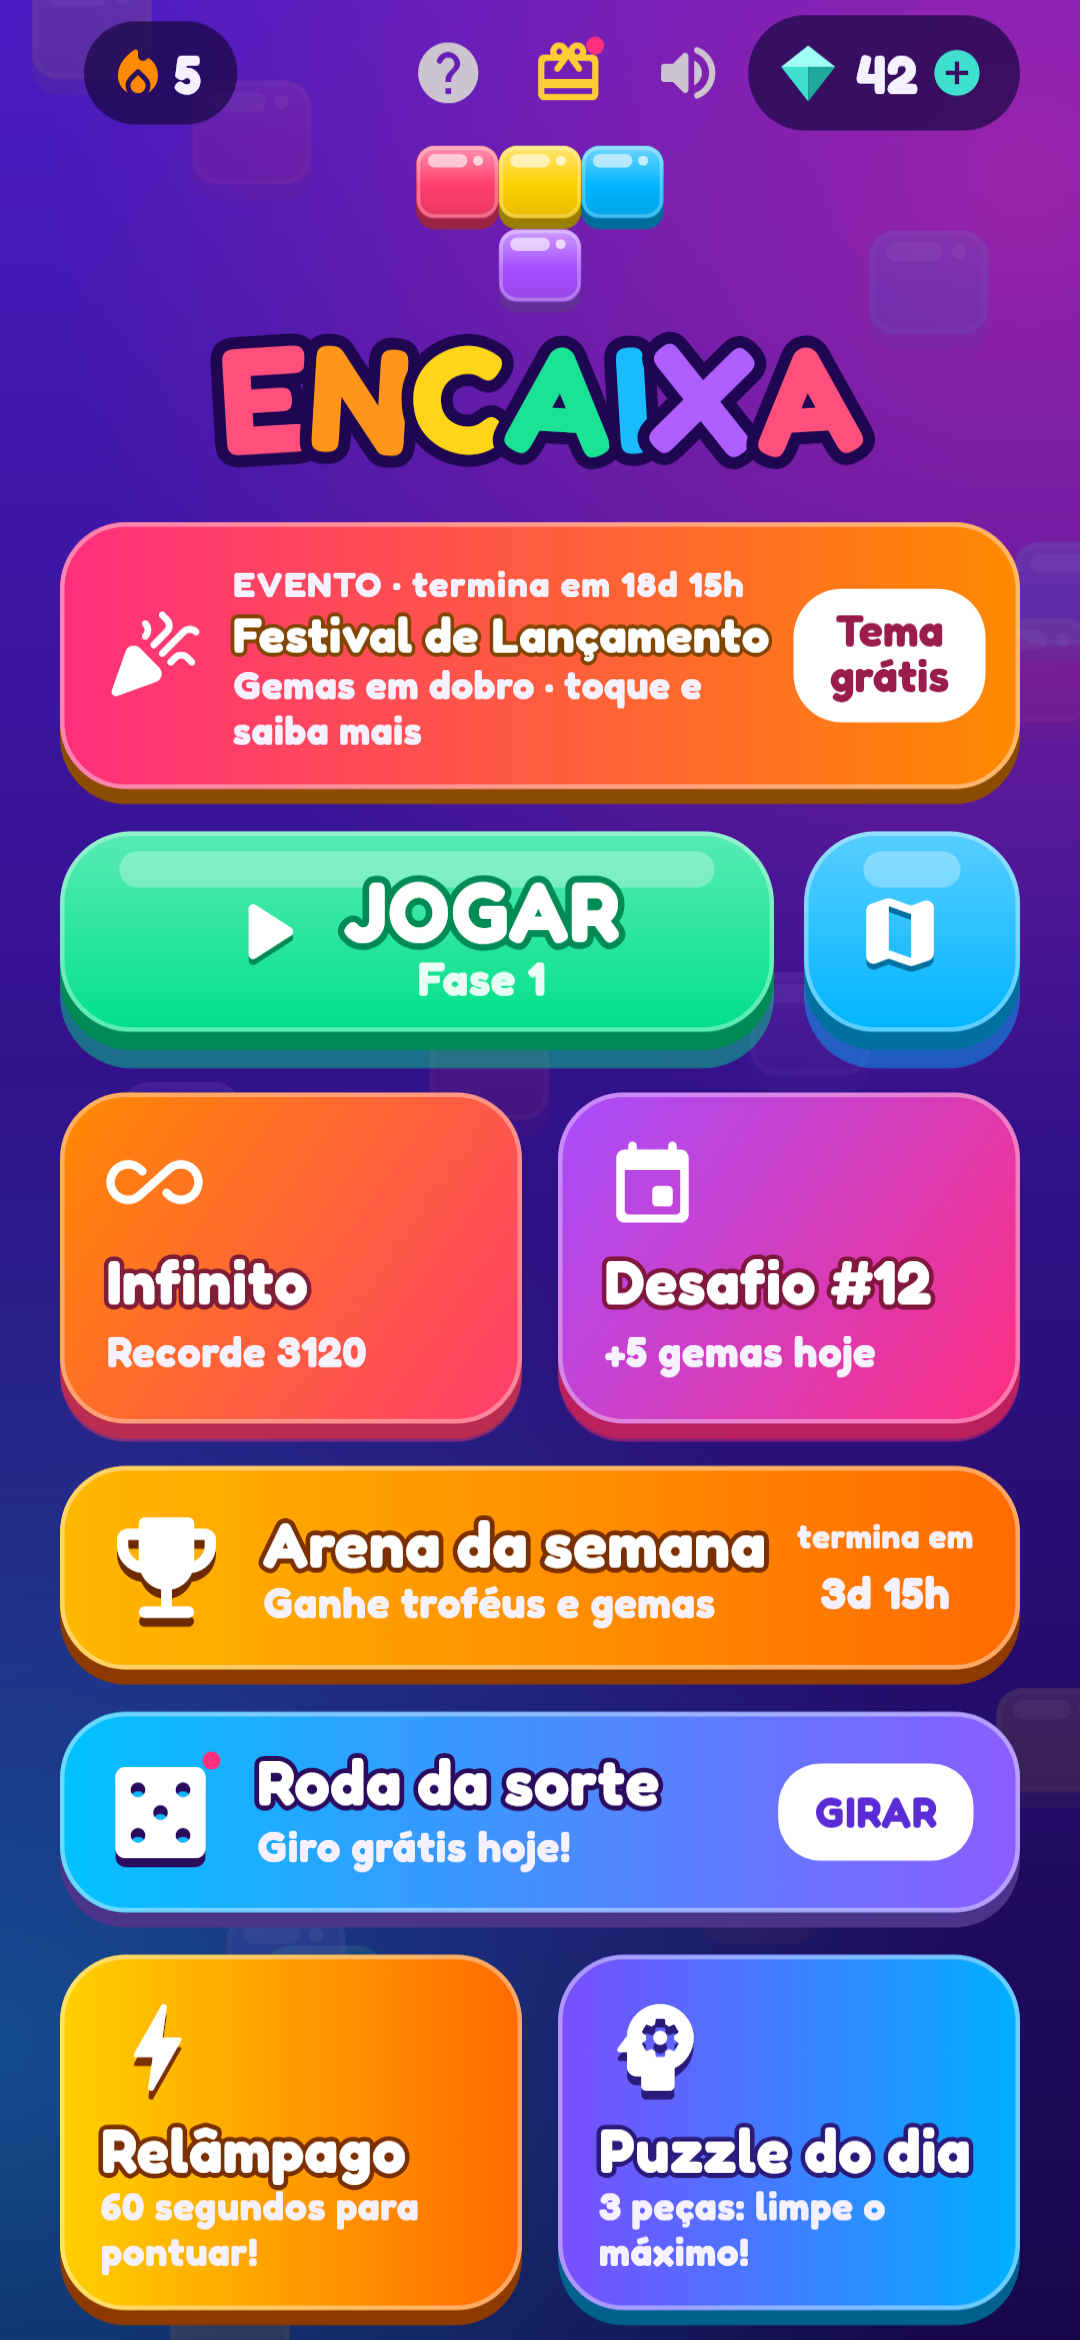 5
42
ENCAIXA
EVENTO · termina em 18d 15h
Festival de Lançamento
Gemas em dobro · toque e
saiba mais
Tema
grátis
JOGAR
Fase 1
Infinito
Recorde 3120
Desafio #12
+5 gemas hoje
Arena da semana
Ganhe troféus e gemas
termina em
3d 15h
Roda da sorte
Giro grátis hoje!
GIRAR
Relâmpago
60 segundos para
pontuar!
Puzzle do dia
3 peças: limpe o
máximo!